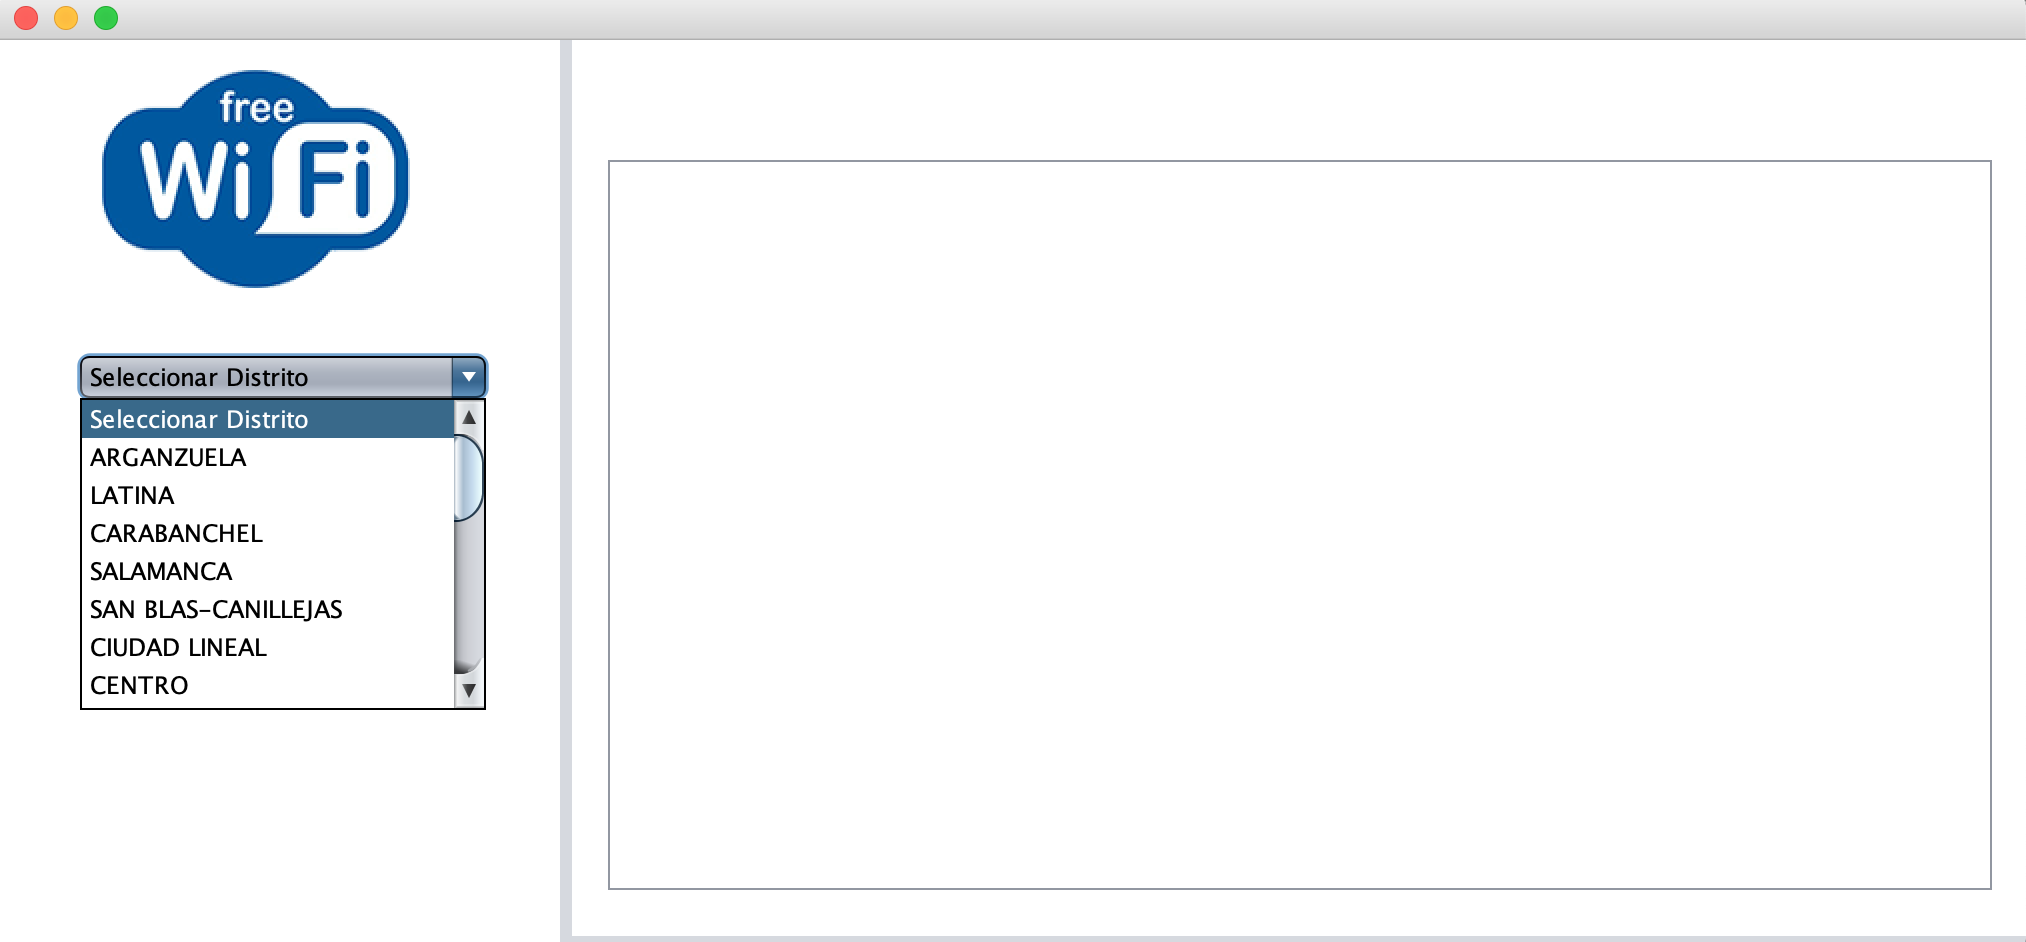 free
WiFi
Seleccionar Distrito
Seleccionar Distrito
ARGANZUELA
LATINA
CARABANCHEL
SALAMANCA
SAN BLAS-CANILLEJAS
CIUDAD LINEAL
CENTRO